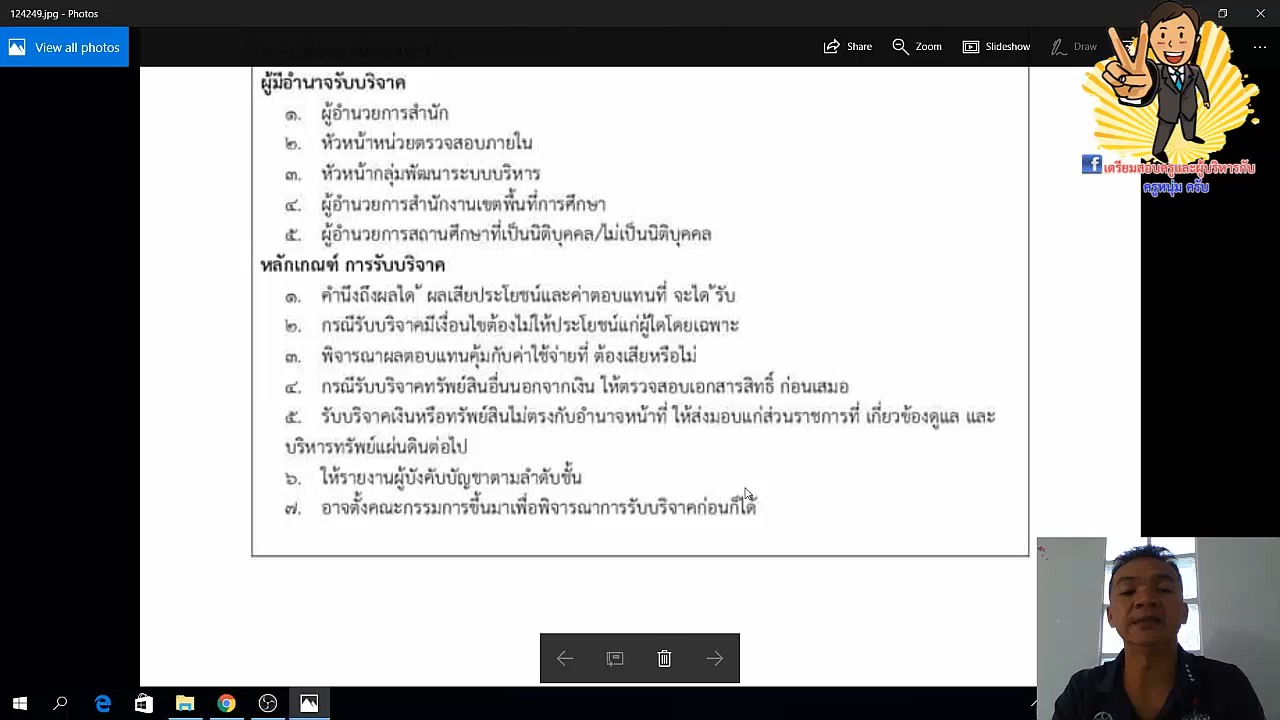 124249.jpg - Photos
View all photos
Share
Zoom
Slideshow
Draw
ผู้มีอำนาจรับบริจาค
๑. ผู้อำนวยการสำนัก
๒. หัวหน้าหน่วยตรวจสอบภายใน
๓. หัวหน้ากลุ่มพัฒนาระบบบริหาร
๔. ผู้อำนวยการสำนักงานเขตพื้นที่การศึกษา
๕. ผู้อำนวยการสถานศึกษาที่เป็นนิติบุคคล/ไม่เป็นนิติบุคคล
หลักเกณฑ์ การรับบริจาค
๑. คำนึงถึงผลได ้ ผลเสียประโยชน์และค่าตอบแทนที่ จะได ้รับ
๒. กรณีรับบริจาคมีเงื่อนไขต้องไม่ให้ประโยชน์แก่ผู้ใดโดยเฉพาะ
๓. พิจารณาผลตอบแทนคุ้มกับค่าใช้จ่ายที่ ต้องเสียหรือไม่
๔. กรณีรับบริจาคทรัพย์สินอื่นนอกจากเงิน ให้ตรวจสอบเอกสารสิทธิ์ ก่อนเสมอ
๕. รับบริจาคเงินหรือทรัพย์สินไม่ตรงกับอำนาจหน้าที่ ให้ส่งมอบแก่ส่วนราชการที่ เกี่ยวข้องดูแล และ
บริหารทรัพย์แผ่นดินต่อไป
๖. ให้รายงานผู้บังคับบัญชาตามลำดับชั้น
๗. อาจตั้งคณะกรรมการขึ้นมาเพื่อพิจารณาการรับบริจาคก่อนก็ได้
f เตรียมสอบครูและผู้บริหารกับ
ครูหนุ่ม ครับ